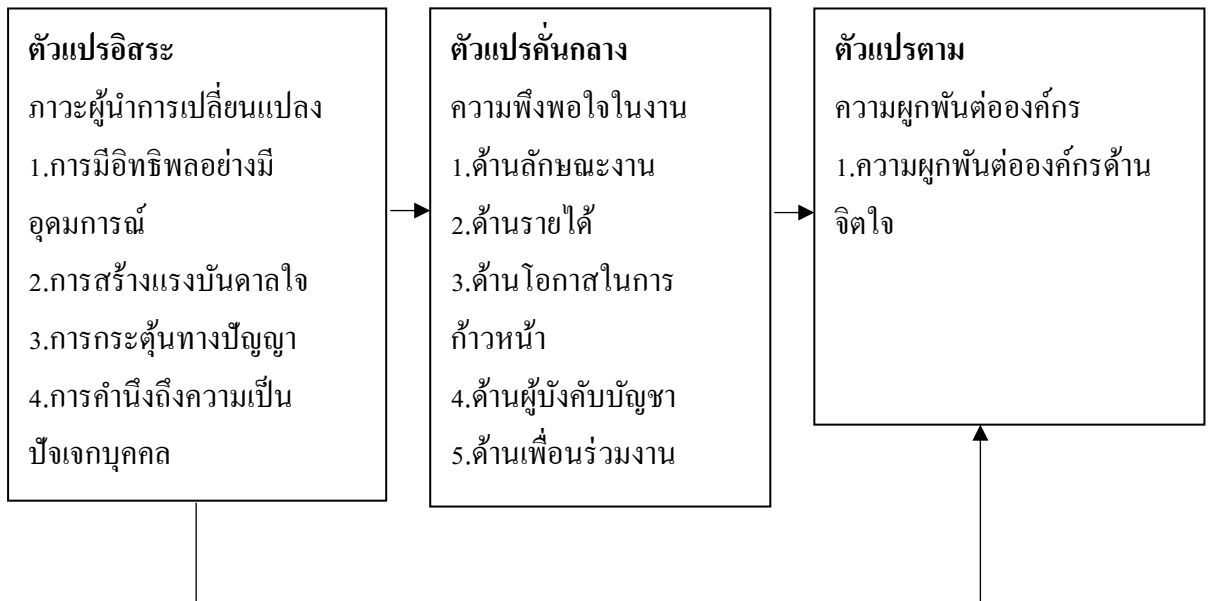 ตัวแปรอิสระ
ภาวะผู้นำการเปลี่ยนแปลง
1.การมีอิทธิพลอย่างมี
อุดมการณ์
2.การสร้างแรงบันดาลใจ
3.การกระตุ้นทางปัญญา
4.การคำนึงถึงความเป็น
ปัจเจกบุคคล
ตัวแปรคั่นกลาง
ความพึงพอใจในงาน
1.ด้านลักษณะงาน
2.ด้านรายได้
3.ด้านโอกาสในการ
ก้าวหน้า
4.ด้านผู้บังคับบัญชา
5.ด้านเพื่อนร่วมงาน
ตัวแปรตาม
ความผูกพันต่อองค์กร
1.ความผูกพันต่อองค์กรด้าน
จิตใจ